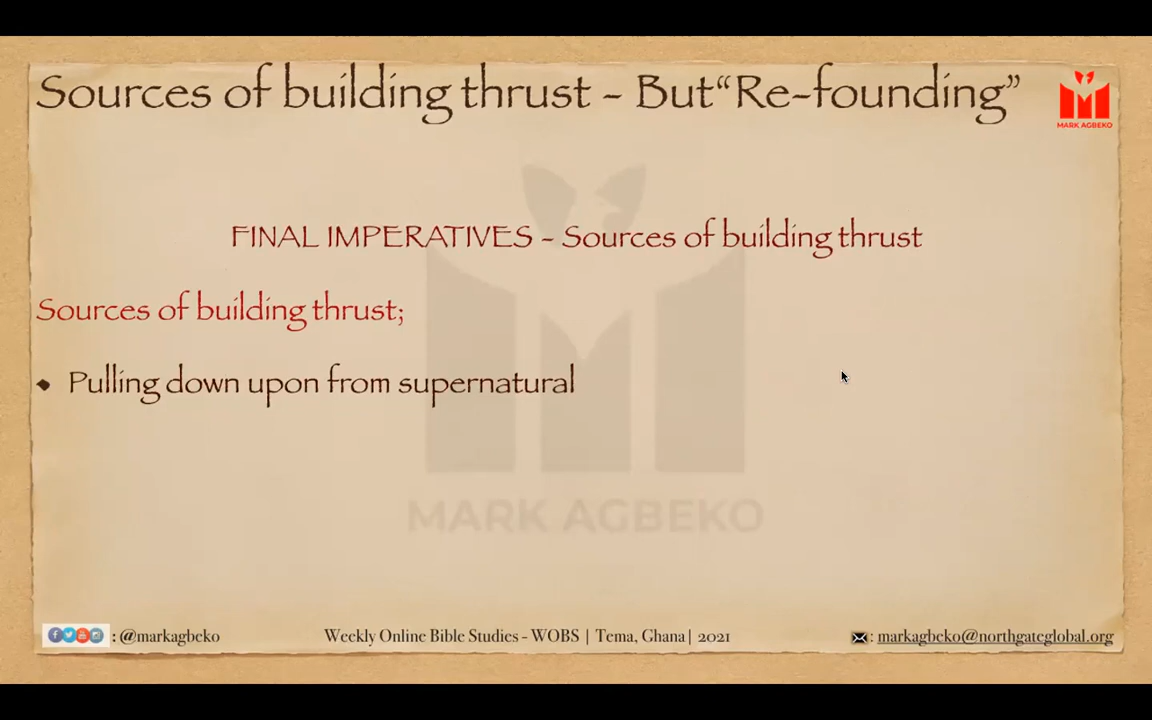 Sources of building thrust - But“Re-founding”
MARK AGBEKO
FINAL IMPERATIVES - Sources of building thrust
Sources of building thrust;
• Pulling down upon from supernatural
MARK AGBEKO
: @markagbeko
Weekly Online Bible Studies - WOBS | Tema, Ghana| 2021
: markagbeko@northgateglobal.org